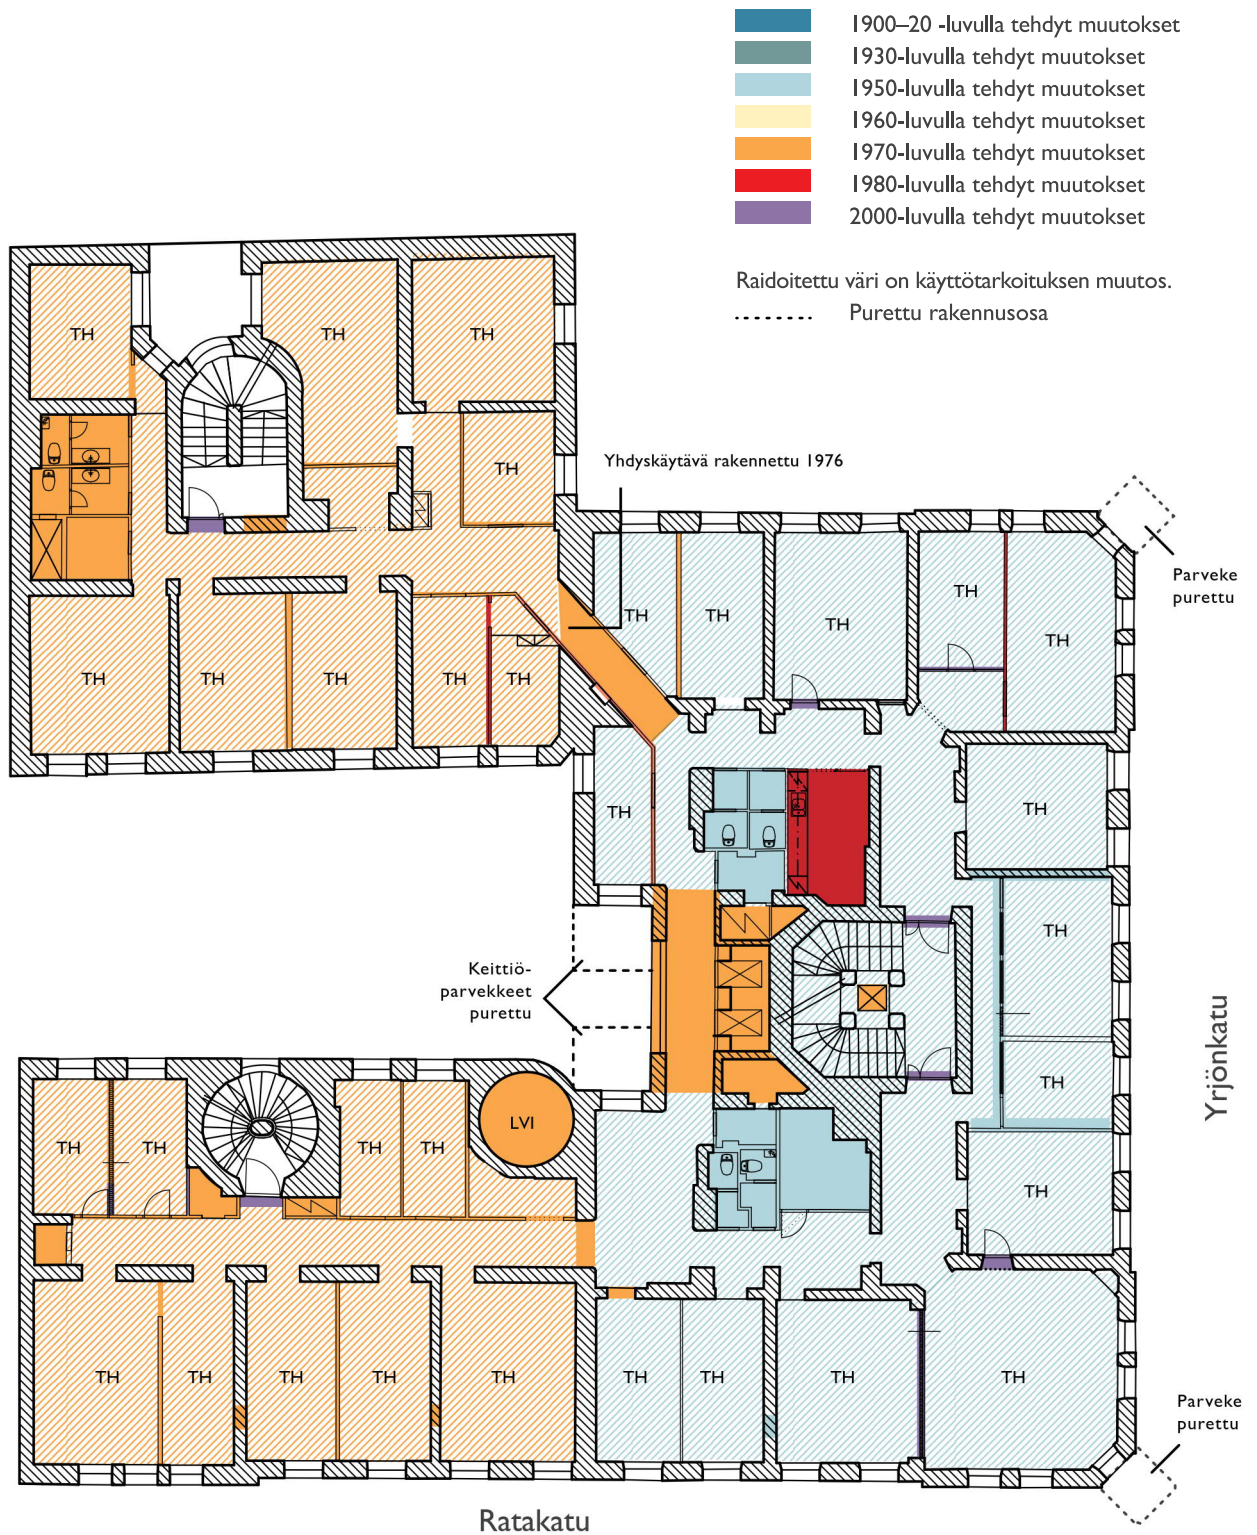 1900–20 -luvulla tehdyt muutokset
1930-luvulla tehdyt muutokset
1950-luvulla tehdyt muutokset
1960-luvulla tehdyt muutokset
1970-luvulla tehdyt muutokset
1980-luvulla tehdyt muutokset
2000-luvulla tehdyt muutokset
Raidoitettu väri on käyttötarkoituksen muutos.
Purettu rakennusosa
TH
TH
TH
Yhdyskäytävä rakennettu 1976
TH
Parveke
purettu
TH
TH
TH
TH
TH
TH
TH
TH
TH
TH
TH
TH
TH
TH
Keittiö-
parvekkeet
purettu
Yrjönkatu
TH
LVI
TH
TH
TH
TH
TH
TH
TH
TH
TH
TH
TH
TH
TH
TH
Parveke
purettu
Ratakatu